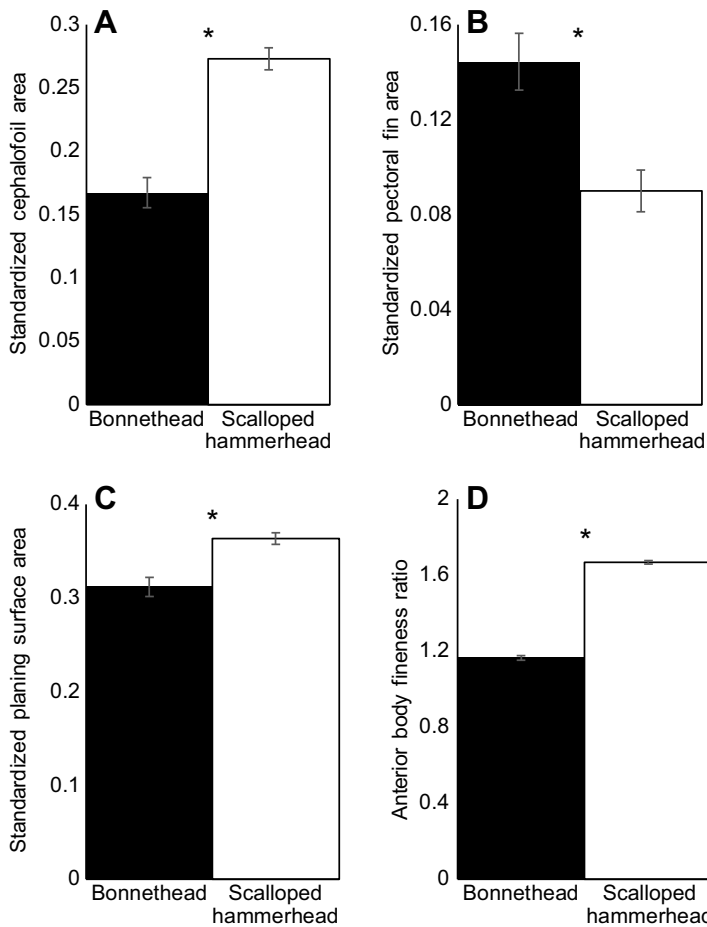 A
*
Standardized cephalofoil area
0.3
0.25
0.2
0.15
0.1
0.05
0
Bonnethead
Scalloped
hammerhead
B
*
Standardized pectoral fin area
0.16
0.12
0.08
0.04
0
Bonnethead
Scalloped
hammerhead
C
*
Standardized planing surface area
0.4
0.3
0.2
0.1
0
Bonnethead
Scalloped
hammerhead
D
*
Anterior body fineness ratio
2
1.6
1.2
0.8
0.4
0
Bonnethead
Scalloped
hammerhead